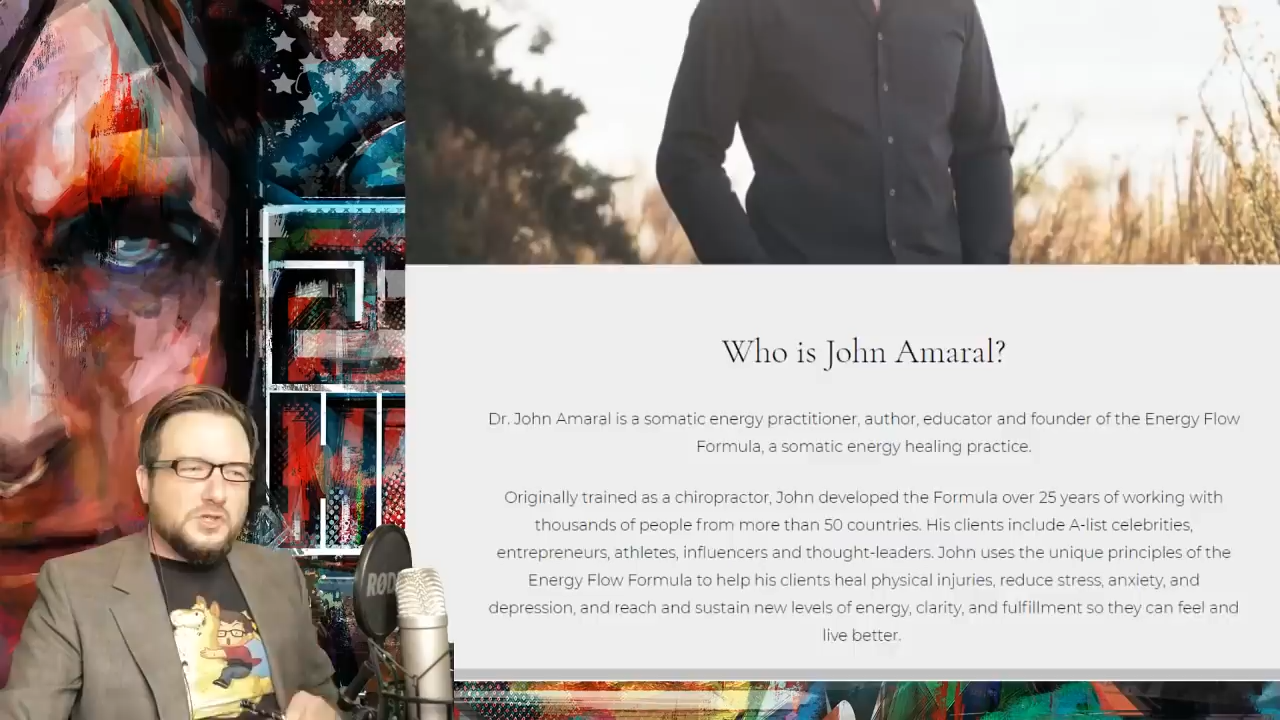 Who is John Amaral?
Dr. John Amaral is a somatic energy practitioner, author, educator and founder of the Energy Flow
Formula, a somatic energy healing practice.
Originally trained as a chiropractor, John developed the Formula over 25 years of working with
thousands of people from more than 50 countries. His clients include A-list celebrities,
entrepreneurs, athletes, influencers and thought-leaders. John uses the unique principles of the
Energy Flow Formula to help his clients heal physical injuries, reduce stress, anxiety, and
depression, and reach and sustain new levels of energy, clarity, and fulfillment so they can feel and
live better.
RØDE